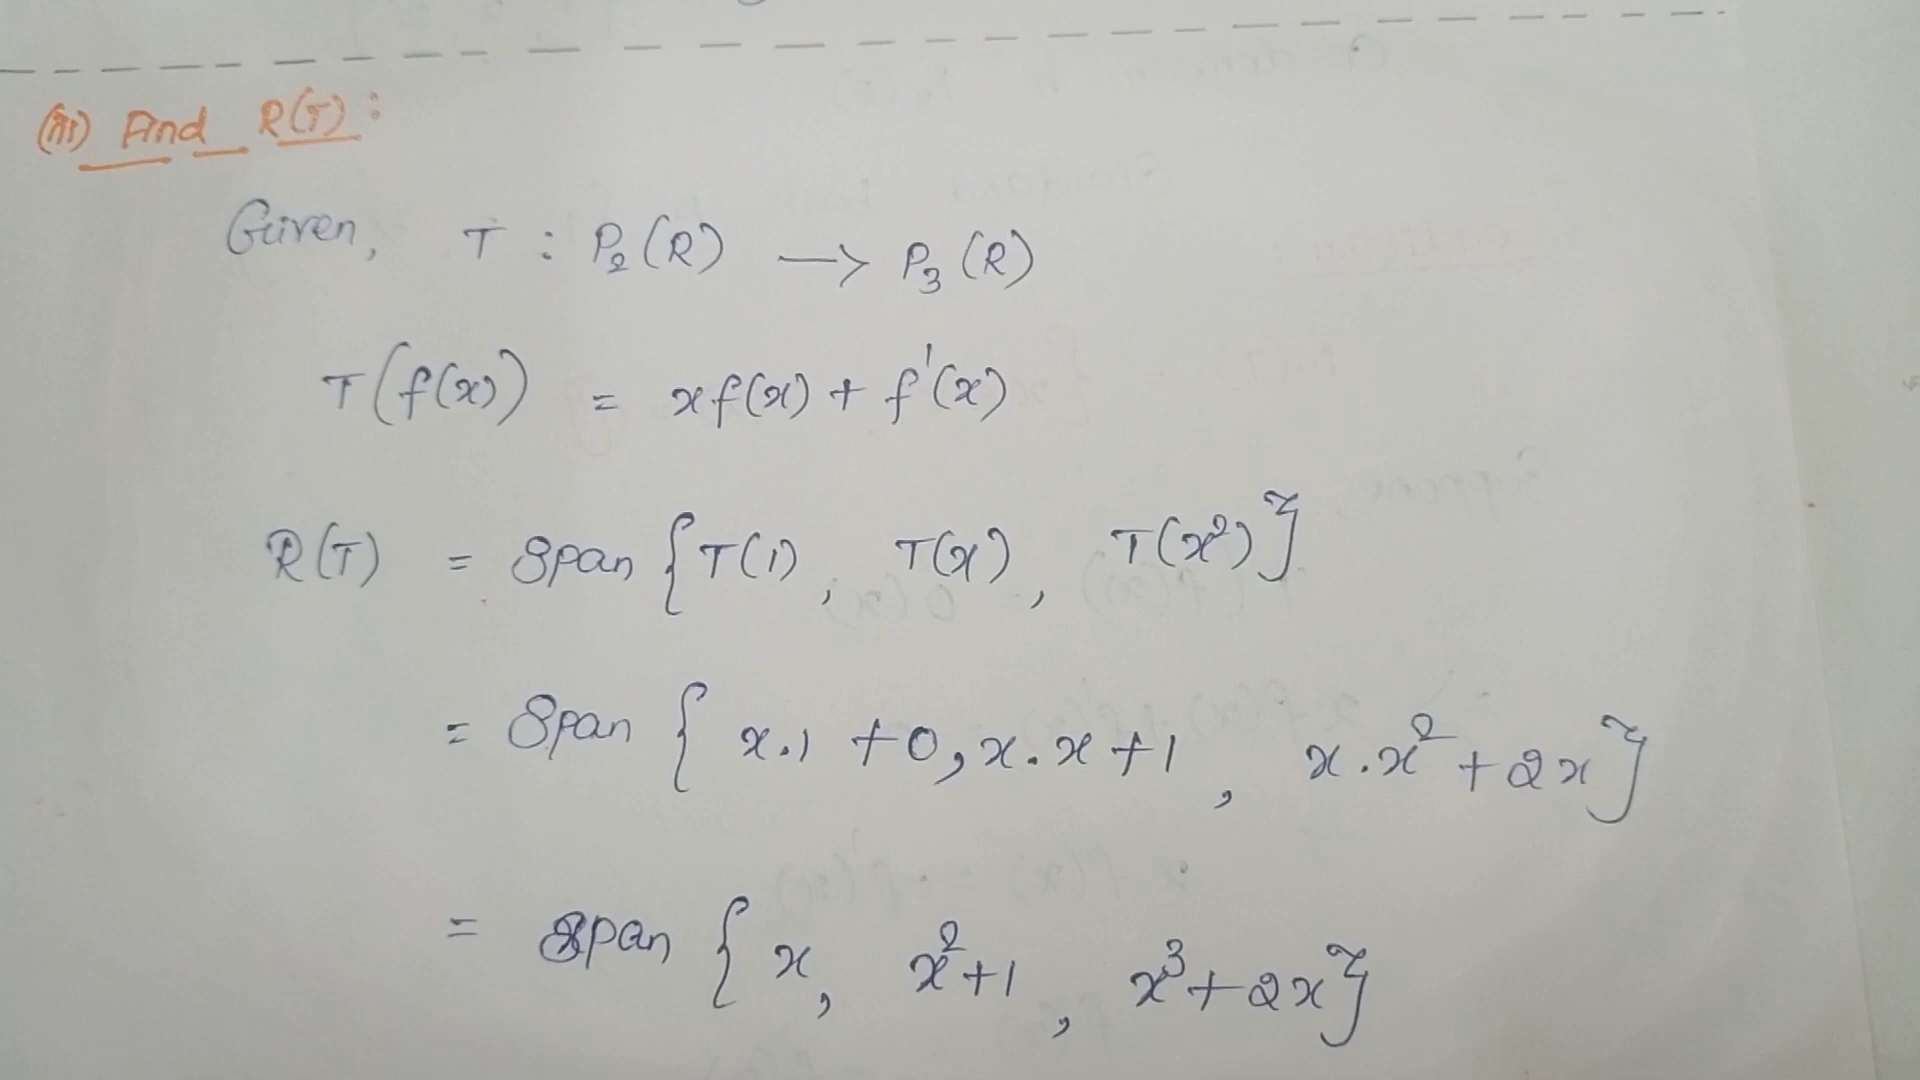 (iii) Find R(T) :
Given, T : P₂(R) → P₃(R)
T(f(x)) = xf(x) + f'(x)
R(T) = Span {T(1), T(x), T(x²)}
= Span {x.1 +0, x.x+1, x.x²+2x}
= Span {x, x²+1, x³+2x}